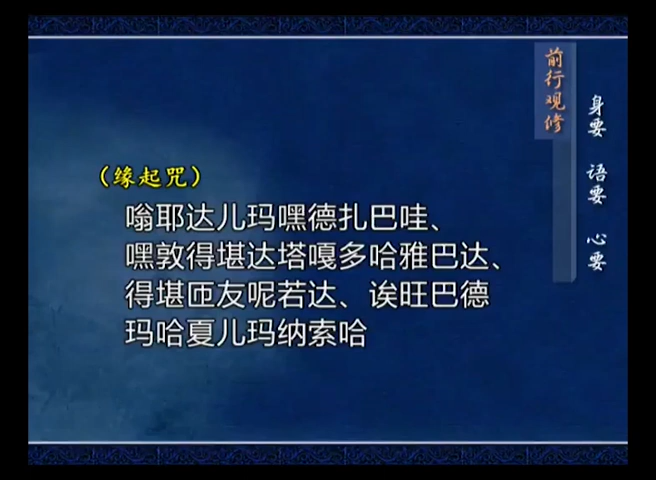 前行观修
身要 语要 心要
（缘起咒）
嗡耶达儿玛嘿德扎巴哇、
嘿敦得堪达塔嘎多哈雅巴达、
得堪匝友呢若达、诶旺巴德
玛哈夏儿玛纳索哈